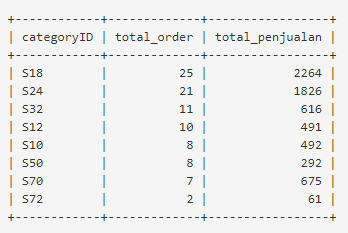 +------------+-------------+-----------------+
| categoryID | total_order | total_penjualan |
+------------+-------------+-----------------+
| S18        |          25 |            2264 |
| S24        |          21 |            1826 |
| S32        |          11 |             616 |
| S12        |          10 |             491 |
| S10        |           8 |             492 |
| S50        |           8 |             292 |
| S70        |           7 |             675 |
| S72        |           2 |              61 |
+------------+-------------+-----------------+